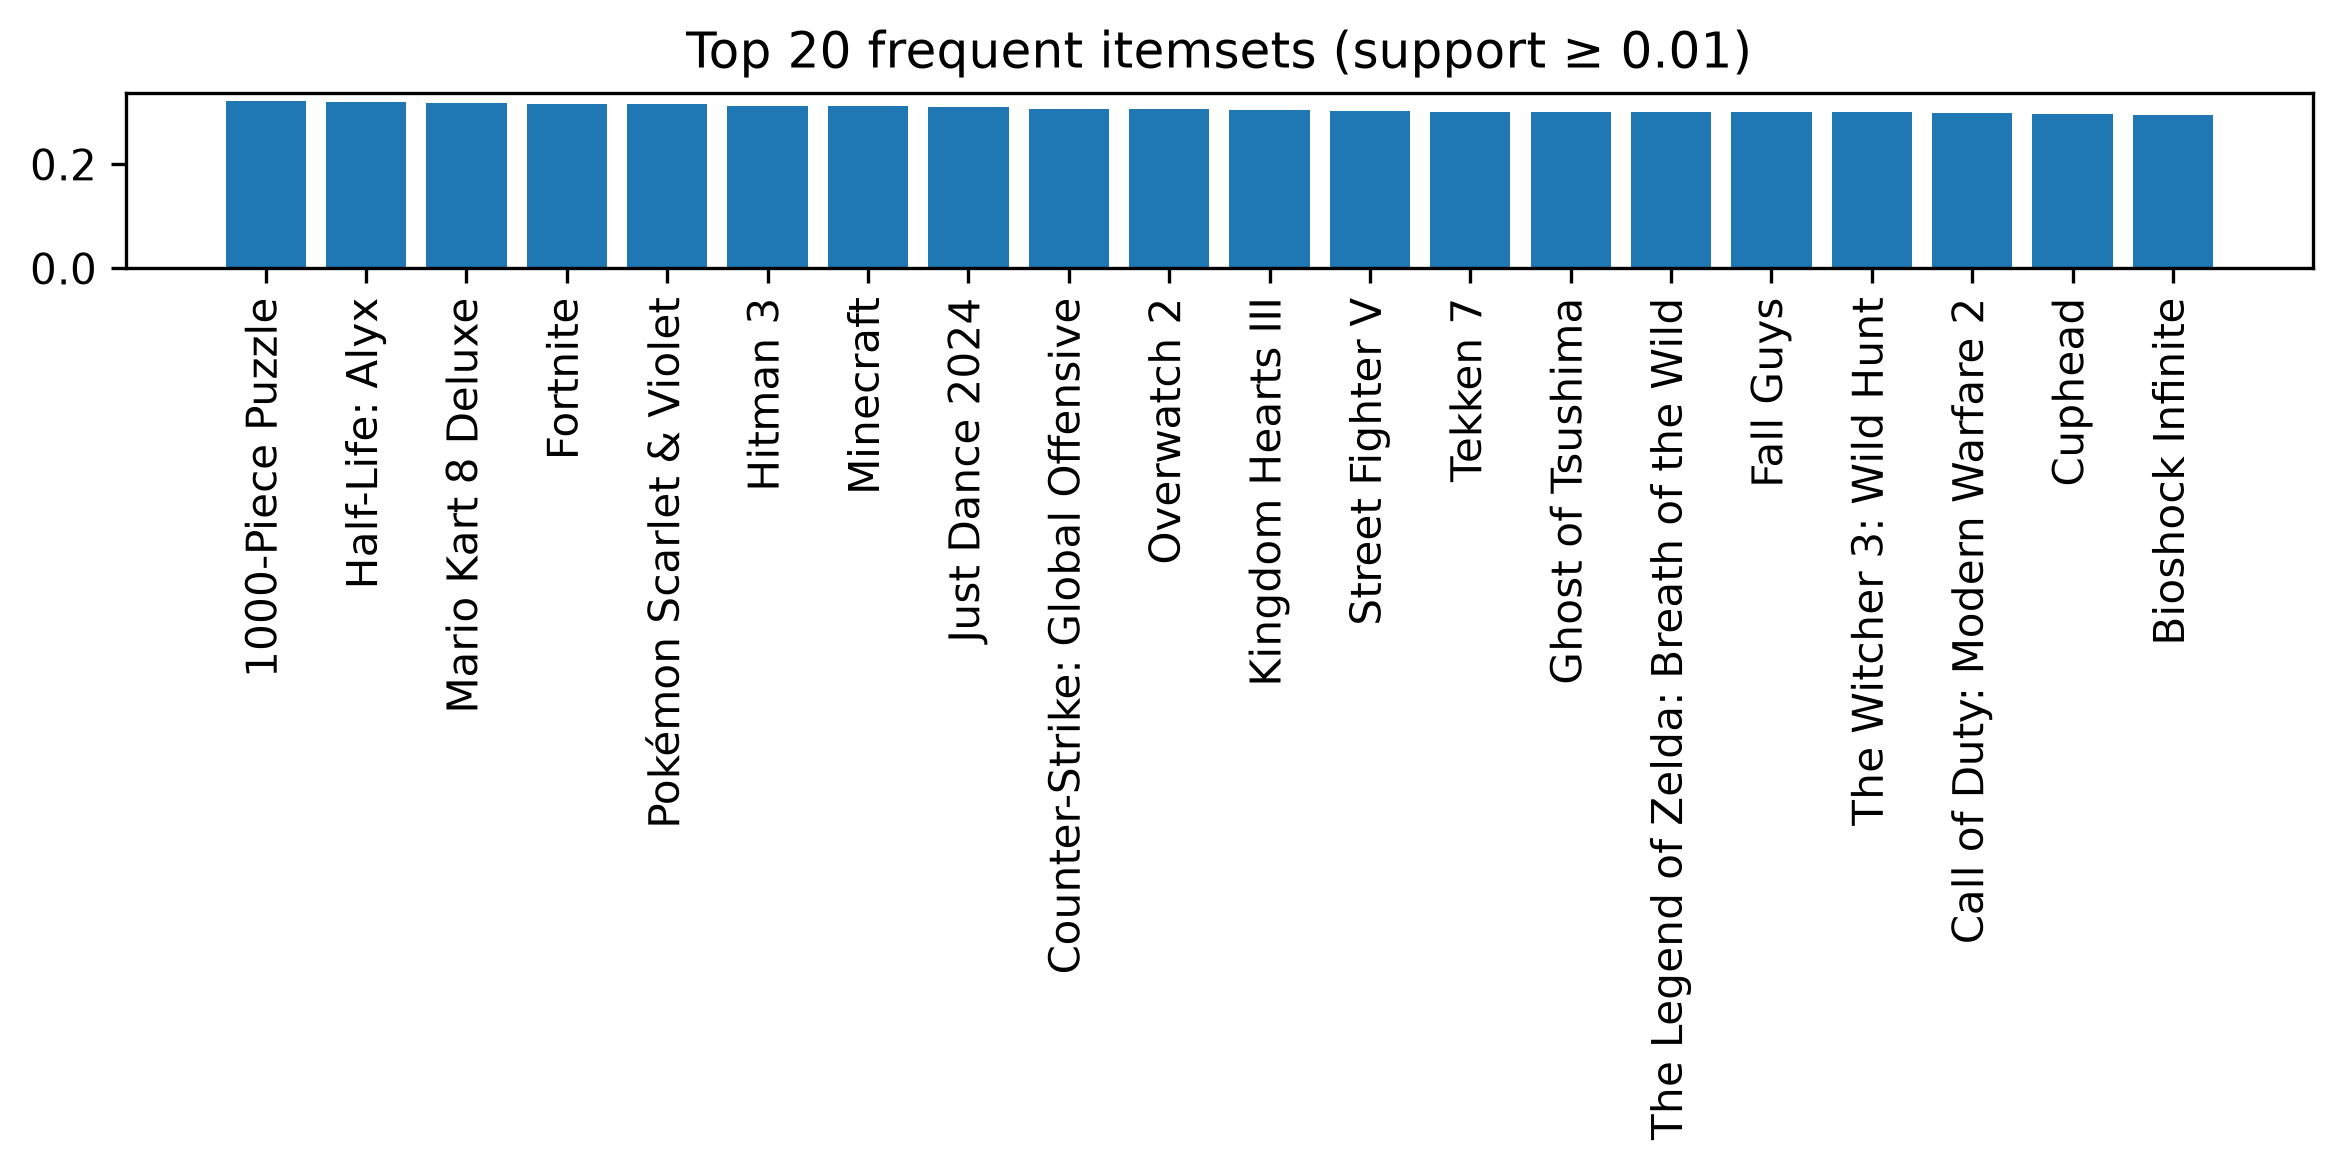 Top 20 frequent itemsets (support ≥ 0.01)
0.2
0.0
1000-Piece Puzzle
Half-Life: Alyx
Mario Kart 8 Deluxe
Fortnite
Pokémon Scarlet & Violet
Hitman 3
Minecraft
Just Dance 2024
Counter-Strike: Global Offensive
Overwatch 2
Kingdom Hearts III
Street Fighter V
Tekken 7
Ghost of Tsushima
The Legend of Zelda: Breath of the Wild
Fall Guys
The Witcher 3: Wild Hunt
Call of Duty: Modern Warfare 2
Cuphead
Bioshock Infinite